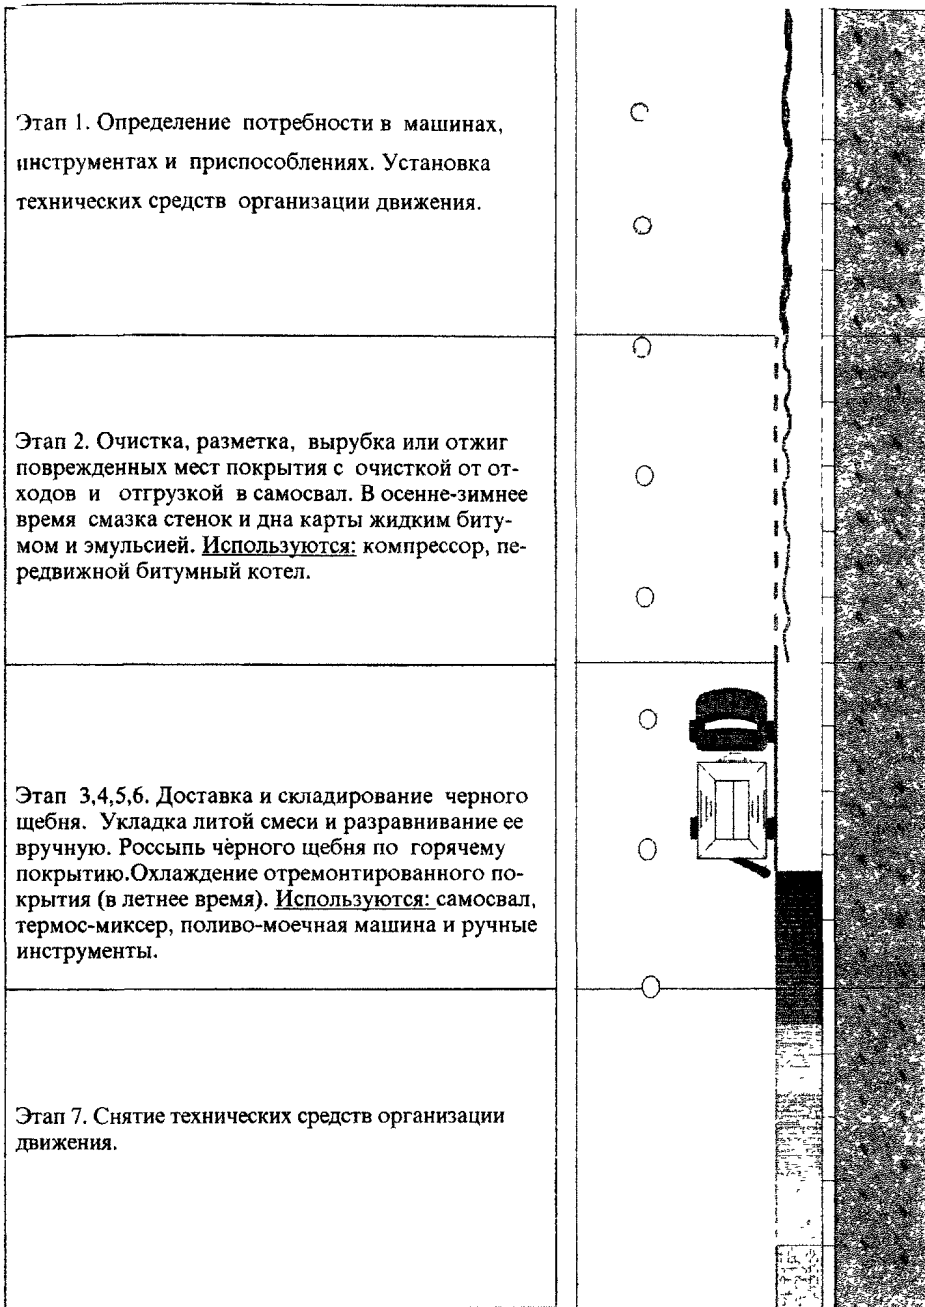 Этап 1. Определение потребности в машинах,
инструментах и приспособлениях. Установка
технических средств организации движения.
Этап 2. Очистка, разметка, вырубка или отжиг
поврежденных мест покрытия с очисткой от от-
ходов и отгрузкой в самосвал. В осенне-зимнее
время смазка стенок и дна карты жидким биту-
мом и эмульсией. Используются: компрессор, пе-
редвижной битумный котел.
Этап 3,4,5,6. Доставка и складирование черного
щебня. Укладка литой смеси и разравнивание ее
вручную. Россыпь чёрного щебня по горячему
покрытию.Охлаждение отремонтированного по-
крытия (в летнее время). Используются: самосвал,
термос-миксер, поливо-моечная машина и ручные
инструменты.
Этап 7. Снятие технических средств организации
движения.